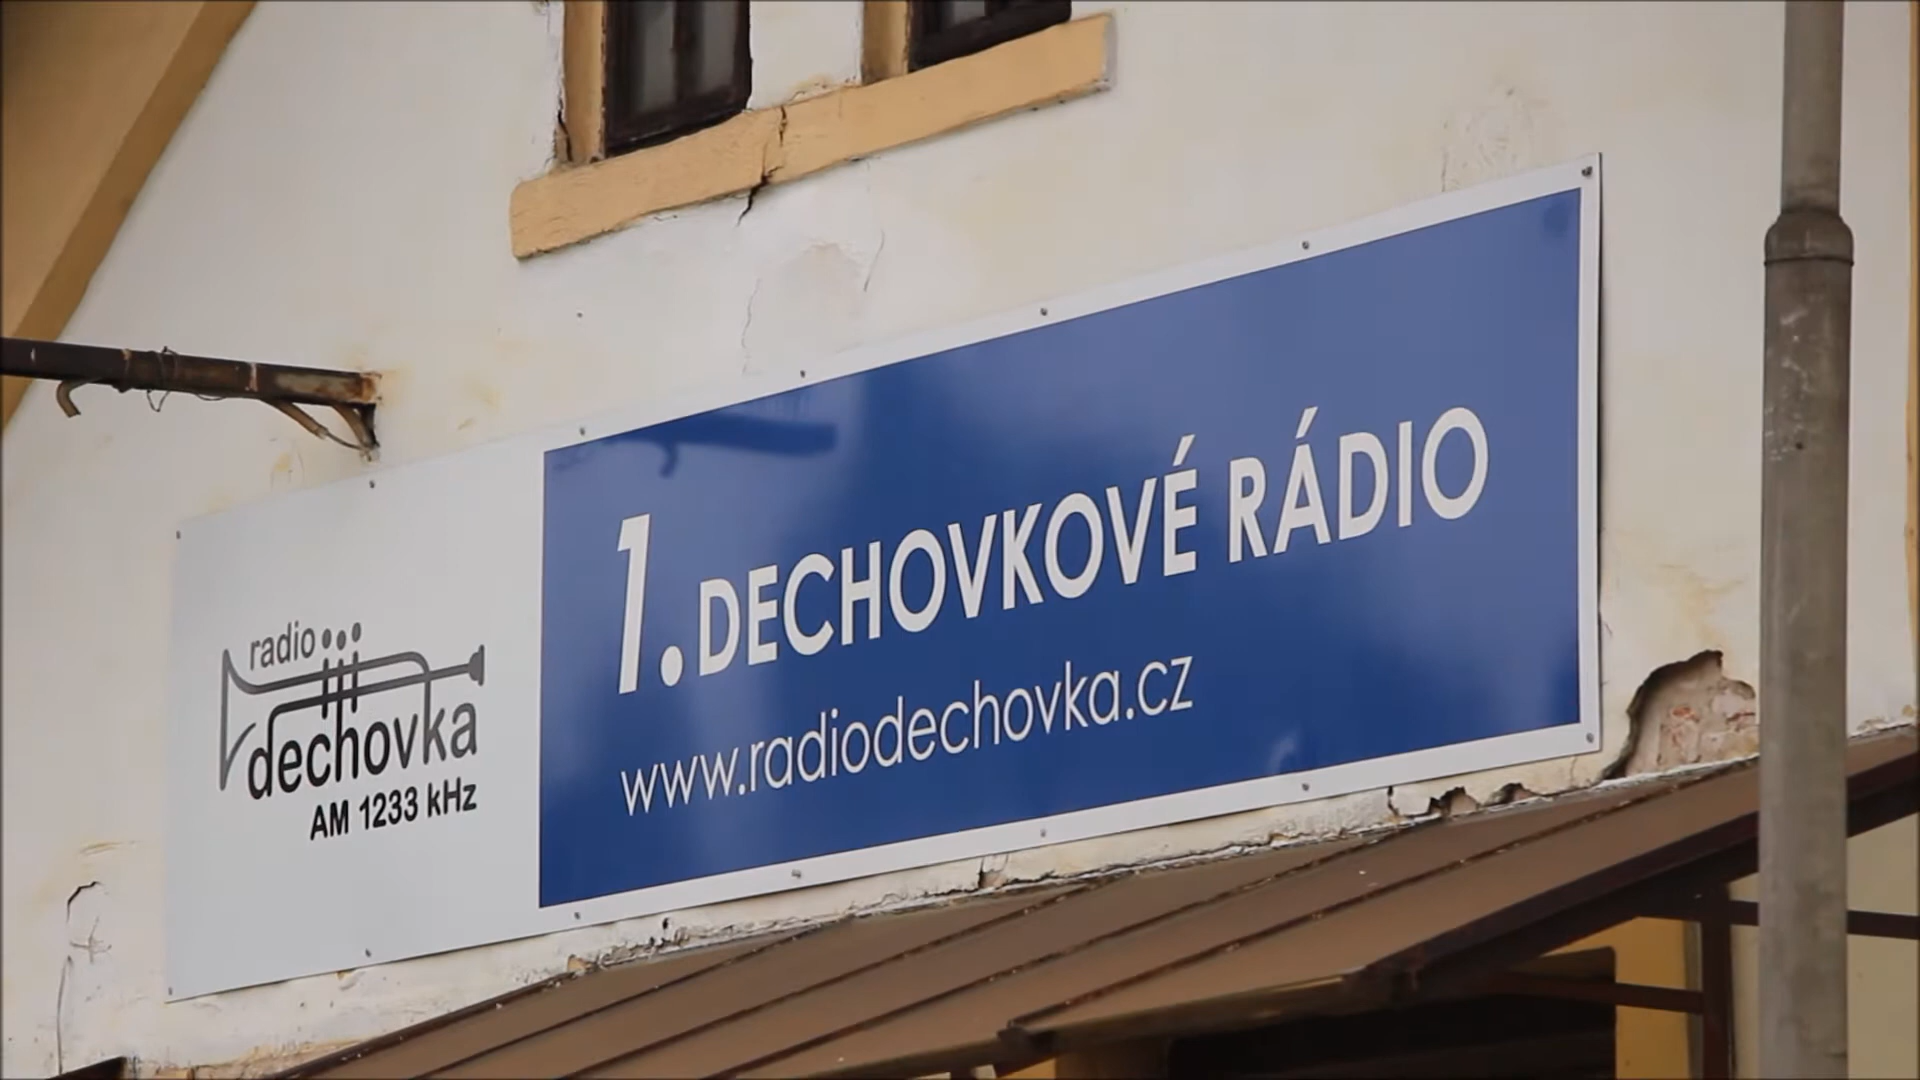 radio
dechovka
AM 1233 kHz
1. DECHOVKOVÉ RÁDIO
www.radiodechovka.cz